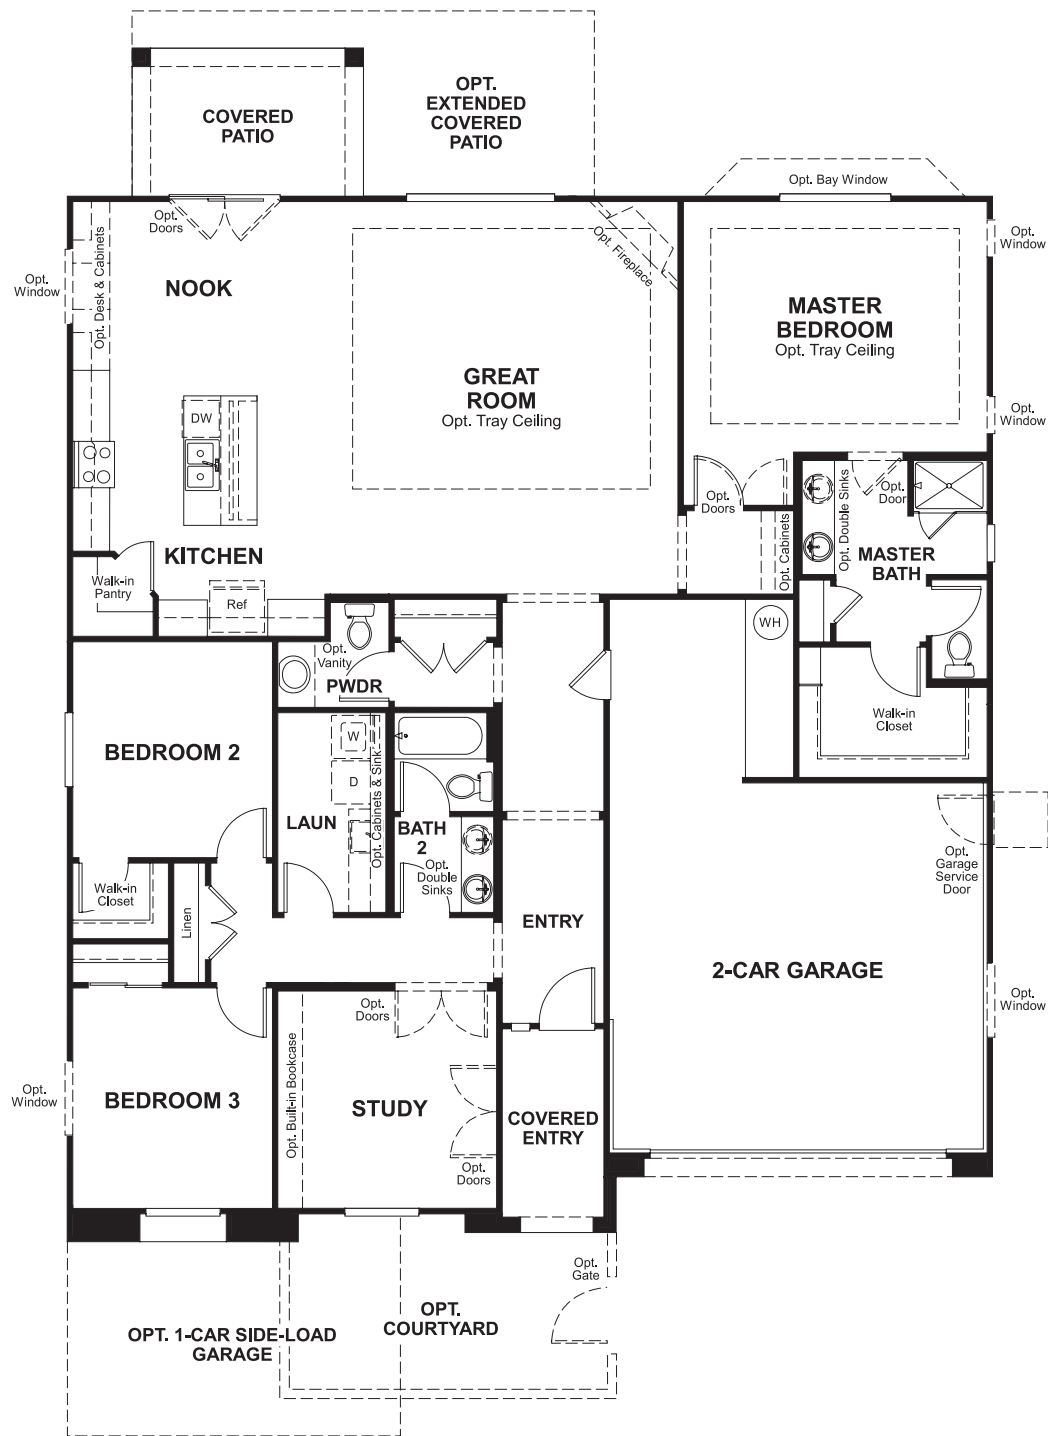 OPT.
EXTENDED
COVERED
PATIO
COVERED
PATIO
Opt. Bay Window
Opt.
Doors
Opt. Desk & Cabinets
Opt. Fireplace
Opt.
Window
Opt.
Window
NOOK
MASTER
BEDROOM
Opt. Tray Ceiling
GREAT
ROOM
Opt. Tray Ceiling
DW
Opt.
Window
Opt.
Doors
Opt. Cabinets
Opt. Double Sinks
Opt.
Door
KITCHEN
MASTER
BATH
Walk-in
Pantry
Ref
WH
Opt.
Vanity
PWDR
Walk-in
Closet
BEDROOM 2
W
D
Opt. Cabinets & Sink
LAUN
BATH
2
Opt.
Double
Sinks
Opt.
Garage
Service
Door
Walk-in
Closet
Linen
ENTRY
2-CAR GARAGE
Opt.
Window
Opt.
Doors
Opt. Built-in Bookcase
Opt.
Window
BEDROOM 3
STUDY
COVERED
ENTRY
Opt.
Doors
Opt.
Gate
OPT.
COURTYARD
OPT. 1-CAR SIDE-LOAD
GARAGE